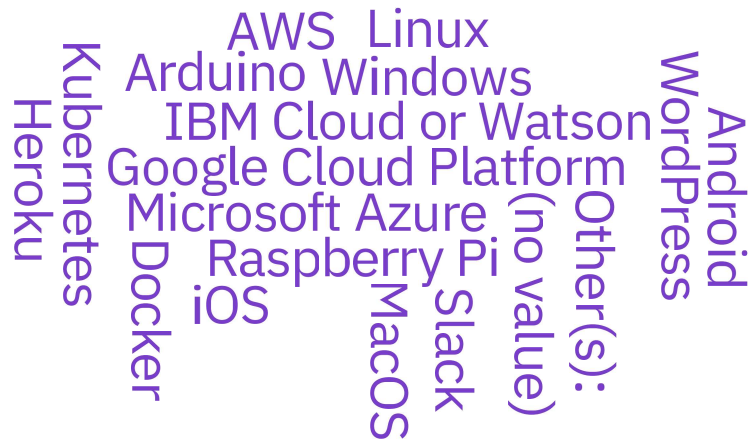 AWS
Linux
Arduino
Windows
IBM Cloud or Watson
Google Cloud Platform
Microsoft Azure
Raspberry Pi
iOS
Heroku
Kubernetes
Docker
MacOS
Slack
(no value)
Other(s):
WordPress
Android